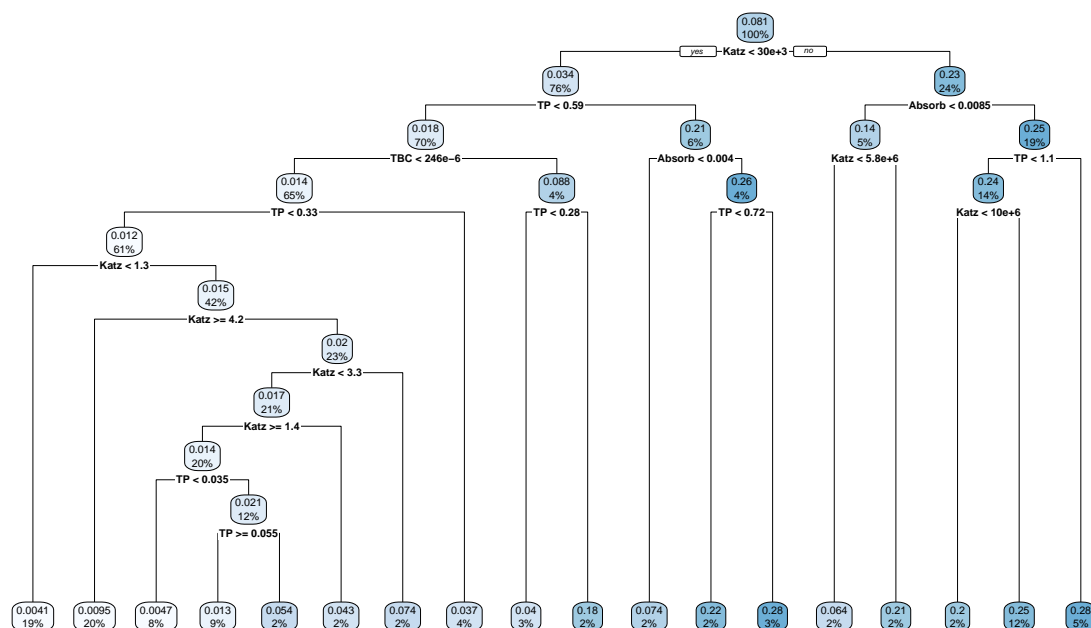 0.081
100%
yes Katz < 30e+3 no
0.034
76%
0.23
24%
TP < 0.59
Absorb < 0.0085
0.018
70%
0.21
6%
0.14
5%
0.25
19%
TBC < 246e−6
Absorb < 0.004
Katz < 5.8e+6
TP < 1.1
0.014
65%
0.088
4%
0.26
4%
0.24
14%
TP < 0.33
TP < 0.28
TP < 0.72
Katz < 10e+6
0.012
61%
Katz < 1.3
0.015
42%
Katz >= 4.2
0.02
23%
Katz < 3.3
0.017
21%
Katz >= 1.4
0.014
20%
TP < 0.035
0.021
12%
TP >= 0.055
0.0041 0.0095 0.0047 0.013 0.054 0.043 0.074 0.037 0.04 0.18 0.074 0.22 0.28 0.064 0.21 0.2 0.25 0.28
19% 20% 8% 9% 2% 2% 2% 4% 3% 2% 2% 2% 3% 2% 2% 2% 12% 5%